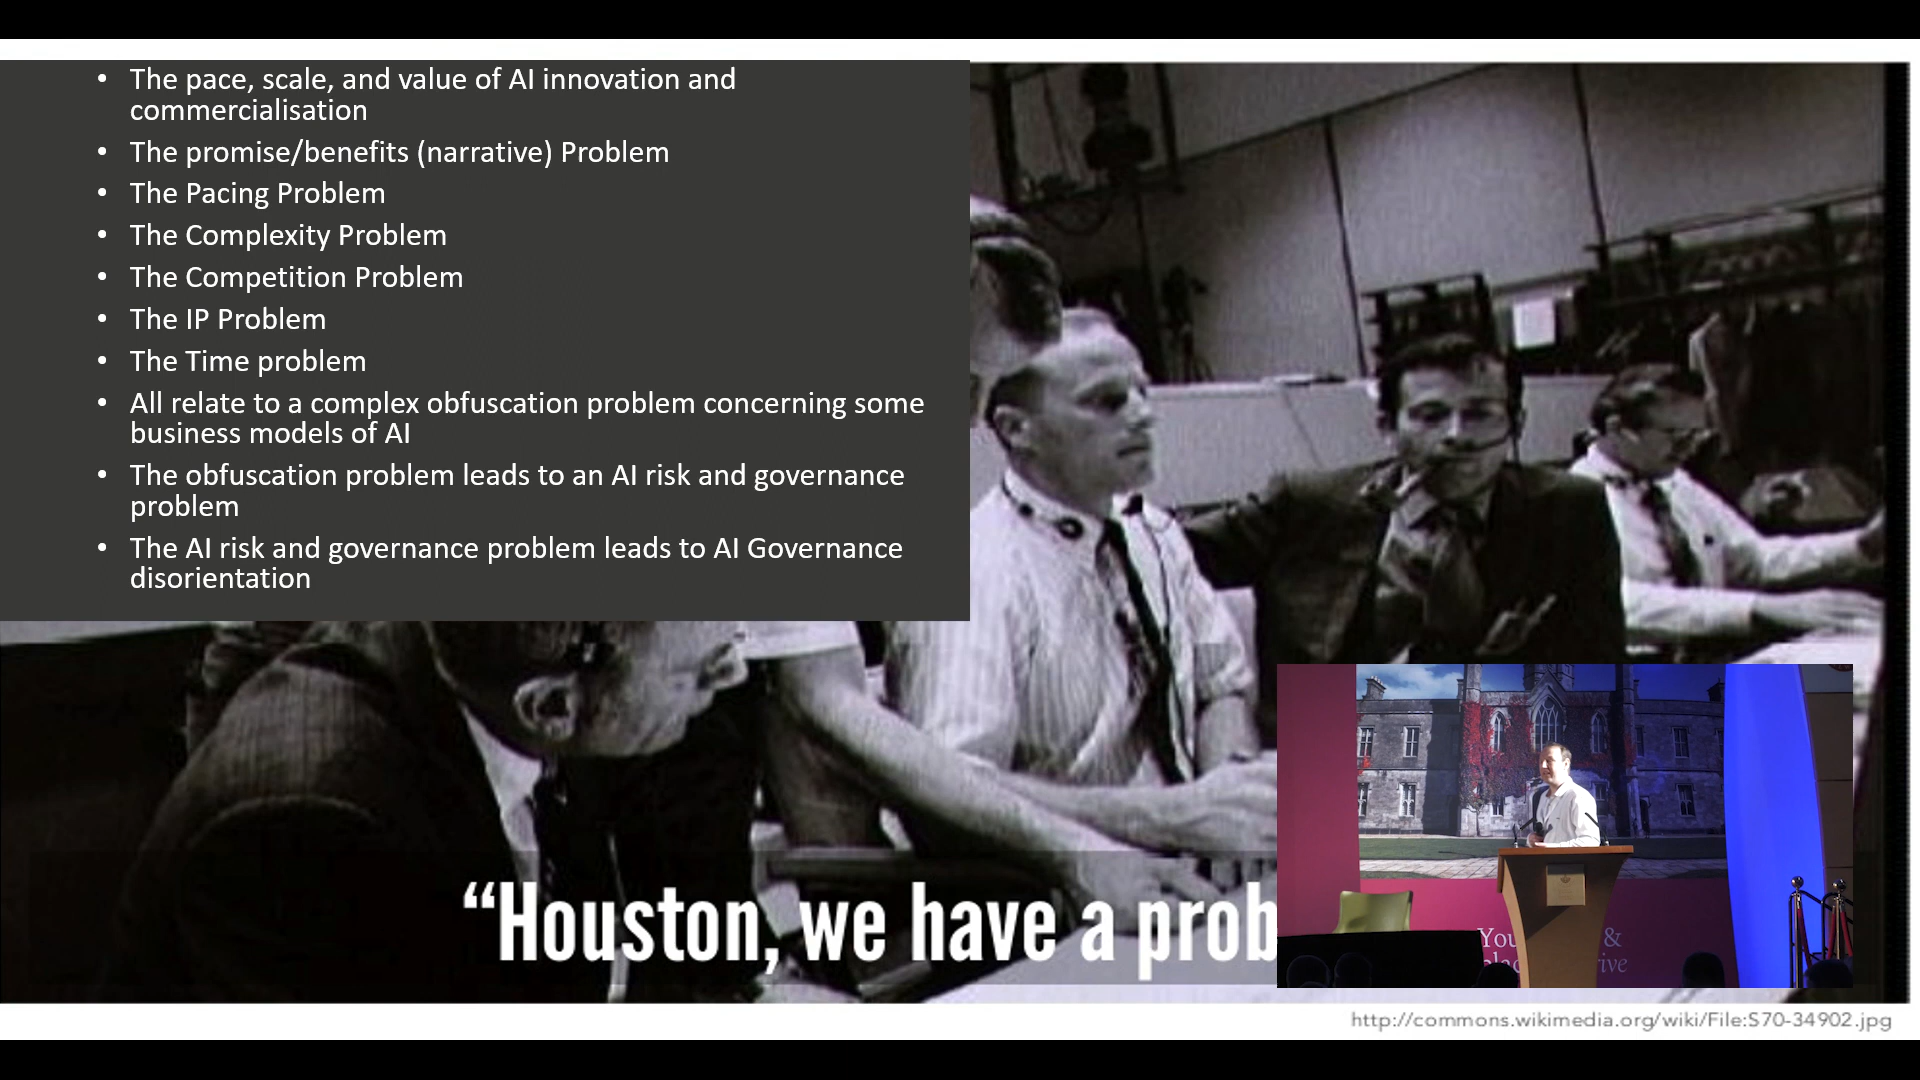 • The pace, scale, and value of AI innovation and
commercialisation
• The promise/benefits (narrative) Problem
• The Pacing Problem
• The Complexity Problem
• The Competition Problem
• The IP Problem
• The Time problem
• All relate to a complex obfuscation problem concerning some
business models of AI
• The obfuscation problem leads to an AI risk and governance
problem
• The AI risk and governance problem leads to AI Governance
disorientation
“Houston, we have a prob
You &
http://commons.wikimedia.org/wiki/File:S70-34902.jpg